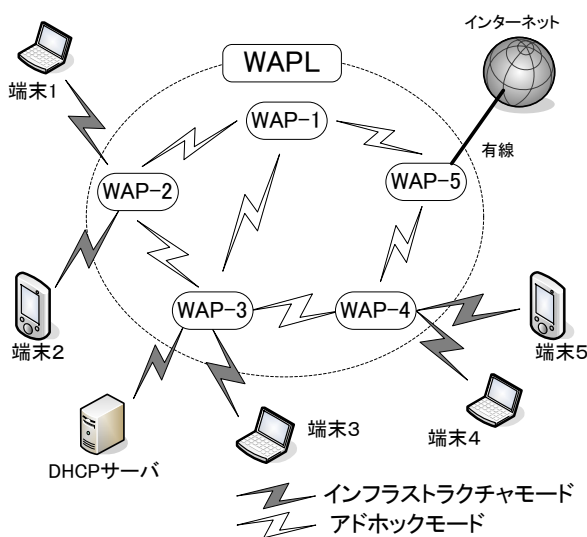 インターネット
WAPL
端末1
WAP-1
有線
WAP-5
WAP-2
WAP-3
WAP-4
端末2
端末5
端末3
端末4
DHCPサーバ
インフラストラクチャモード
アドホックモード